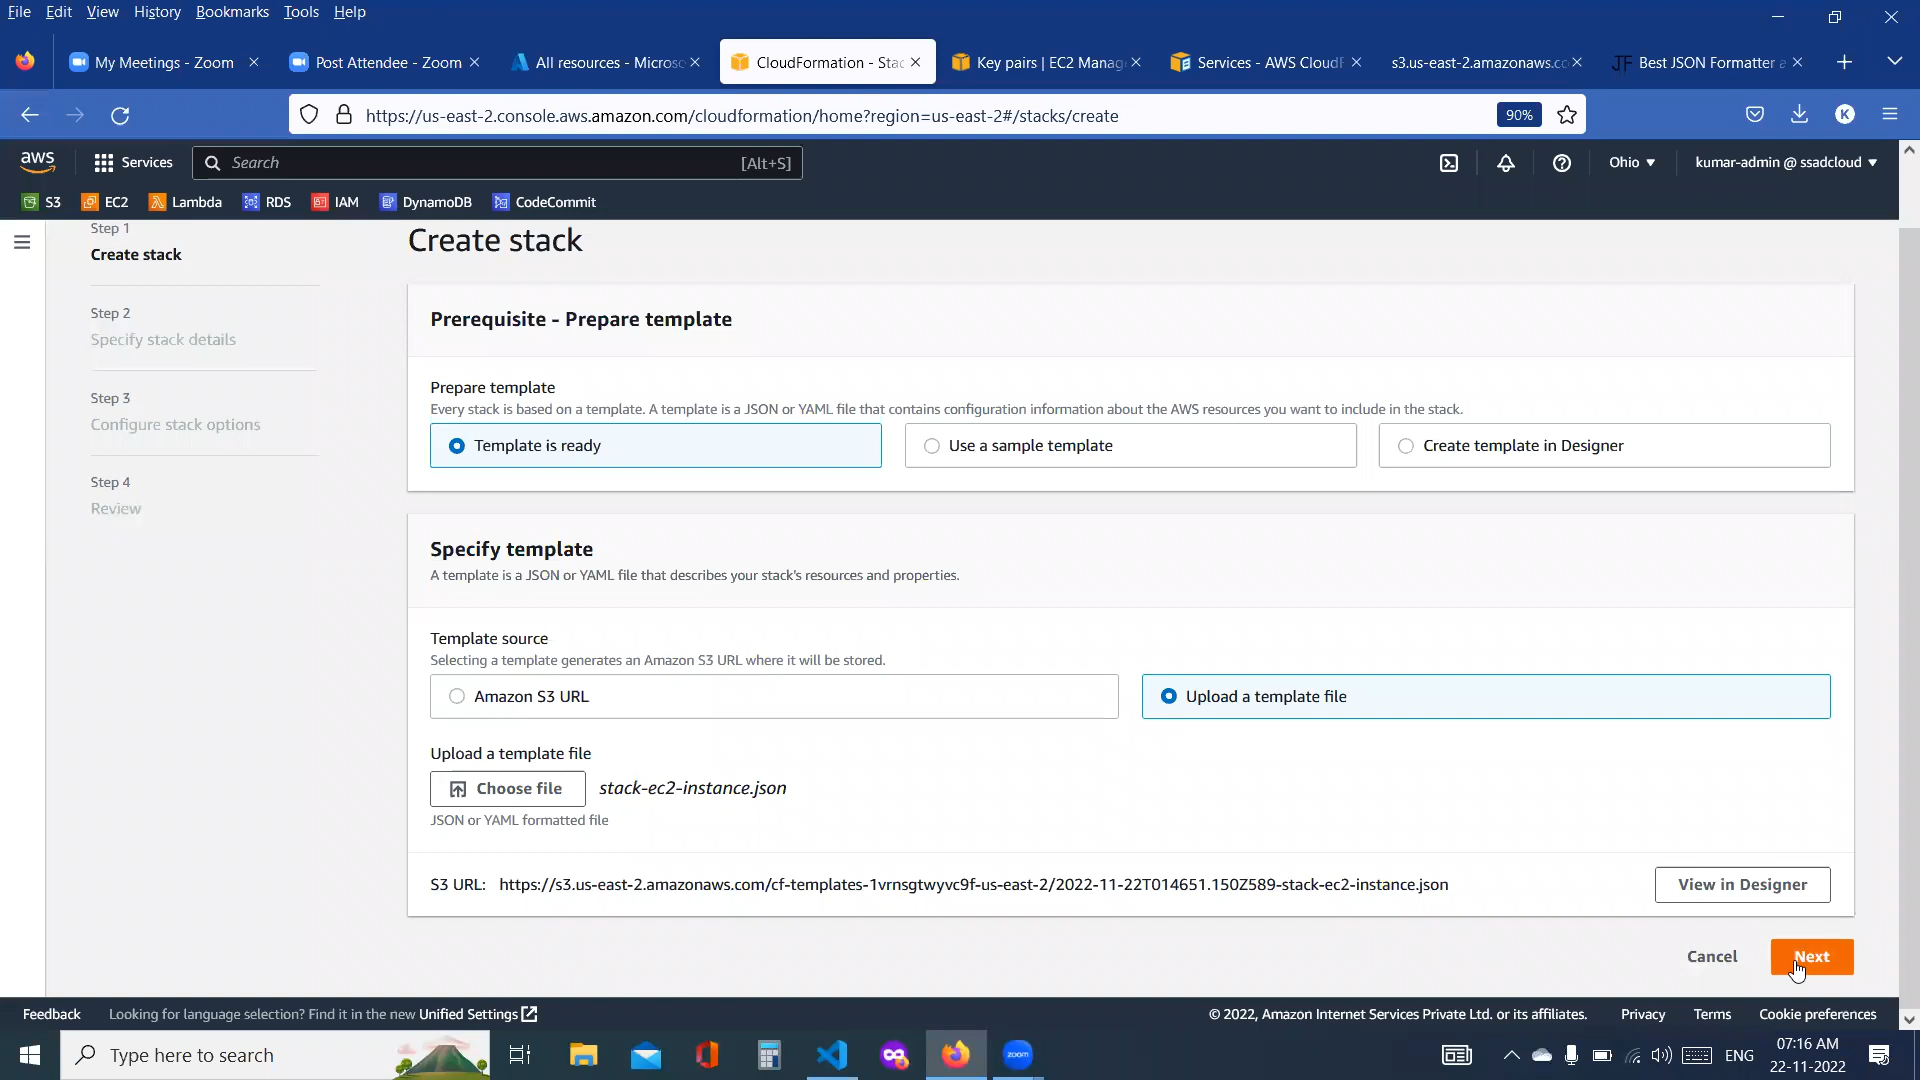 File Edit View History Bookmarks Tools Help
My Meetings - Zoom
Post Attendee - Zoom
All resources - Microso
CloudFormation - Stac
Key pairs | EC2 Manag
Services - AWS CloudF
s3.us-east-2.amazonaws.co
JF Best JSON Formatter a
https://us-east-2.console.aws.amazon.com/cloudformation/home?region=us-east-2#/stacks/create
90%
K
aws
Services
Search
[Alt+S]
Ohio
kumar-admin @ ssadcloud
S3
EC2
Lambda
RDS
IAM
DynamoDB
CodeCommit
Step 1
Create stack
Step 2
Specify stack details
Step 3
Configure stack options
Step 4
Review
Create stack
Prerequisite - Prepare template
Prepare template
Every stack is based on a template. A template is a JSON or YAML file that contains configuration information about the AWS resources you want to include in the stack.
Template is ready
Use a sample template
Create template in Designer
Specify template
A template is a JSON or YAML file that describes your stack's resources and properties.
Template source
Selecting a template generates an Amazon S3 URL where it will be stored.
Amazon S3 URL
Upload a template file
Upload a template file
Choose file
stack-ec2-instance.json
JSON or YAML formatted file
S3 URL: https://s3.us-east-2.amazonaws.com/cf-templates-1vrnsgtwyvc9f-us-east-2/2022-11-22T014651.150Z589-stack-ec2-instance.json
View in Designer
Cancel
Next
Feedback
Looking for language selection? Find it in the new Unified Settings
© 2022, Amazon Internet Services Private Ltd. or its affiliates.
Privacy
Terms
Cookie preferences
Type here to search
zoom
ENG
07:16 AM
22-11-2022